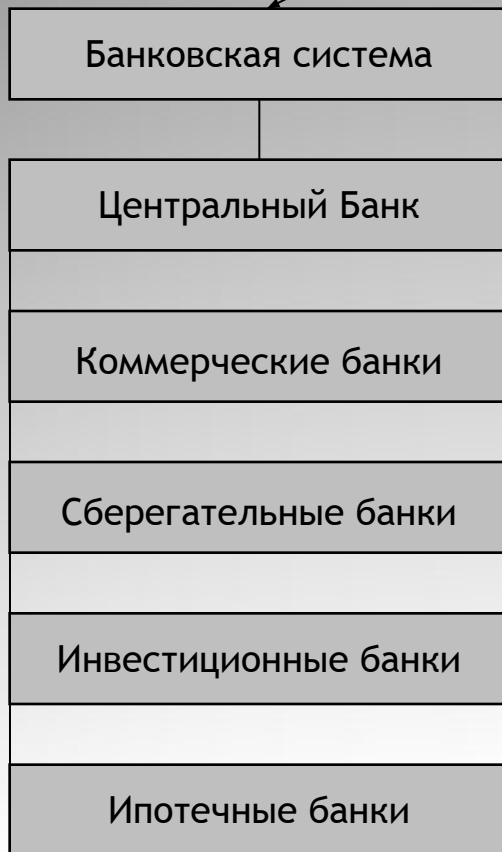 Банковская система
Центральный Банк
Коммерческие банки
Сберегательные банки
Инвестиционные банки
Ипотечные банки